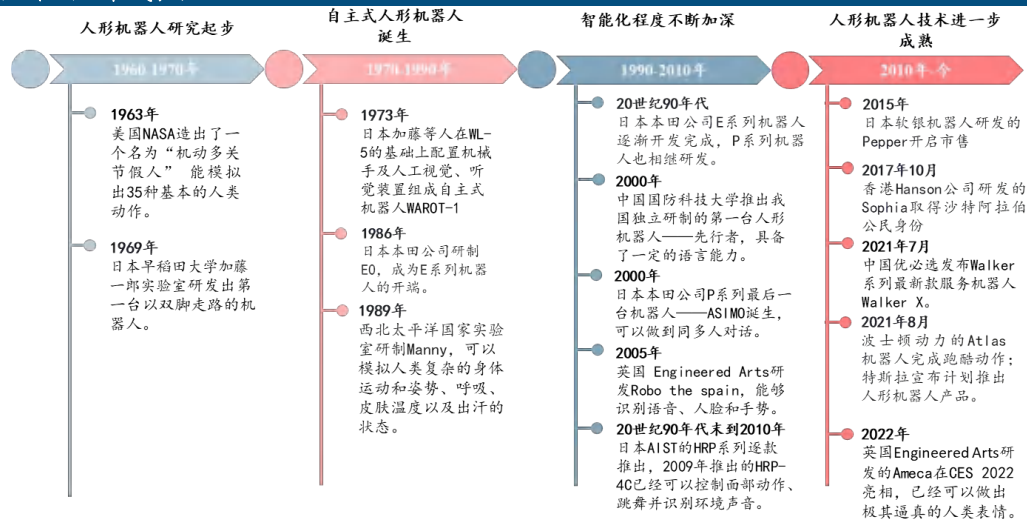 人形机器人研究起步
1960-1970年
1963年
美国NASA造出了一
个名为“机动多关
节假人” 能模拟
出35种基本的人类
动作。
1969年
日本早稻田大学加藤
一郎实验室研发出第
一台以双脚走路的机
器人。
自主式人形机器人
诞生
1970-1990年
1973年
日本加藤等人在WL-
5的基础上配置机械
手及人工视觉、听
觉装置组成自主式
机器人WAROT-1
1986年
日本本田公司研制
E0，成为E系列机器
人的开端。
1989年
西北太平洋国家实验
室研制Manny，可以
模拟人类复杂的身体
运动和姿势、呼吸、
皮肤温度以及出汗的
状态。
智能化程度不断加深
1990-2010年
20世纪90年代
日本本田公司E系列机器人
逐渐开发完成，P系列机器
人也相继研发。
2000年
中国国防科技大学推出我
国独立研制的第一台人形
机器人——先行者，具备
了一定的语言能力。
2000年
日本本田公司P系列最后一
台机器人——ASIMO诞生，
可以做到同多人对话。
2005年
英国 Engineered Arts研
发Robo the spain，能够
识别语音、人脸和手势。
20世纪90年代末到2010年
日本AIST的HRP系列逐款
推出，2009年推出的HRP-
4C已经可以控制面部动作、
跳舞并识别环境声音。
人形机器人技术进一步
成熟
2010年-今
2015年
日本软银机器人研发的
Pepper开启市售
2017年10月
香港Hanson公司研发的
Sophia取得沙特阿拉伯
公民身份
2021年7月
中国优必选发布Walker
系列最新款服务机器人
Walker X。
2021年8月
波士顿动力的Atlas
机器人完成跑酷动作；
特斯拉宣布计划推出
人形机器人产品。
2022年
英国Engineered Arts研
发的Ameca在CES 2022
亮相，已经可以做出
极其逼真的人类表情。